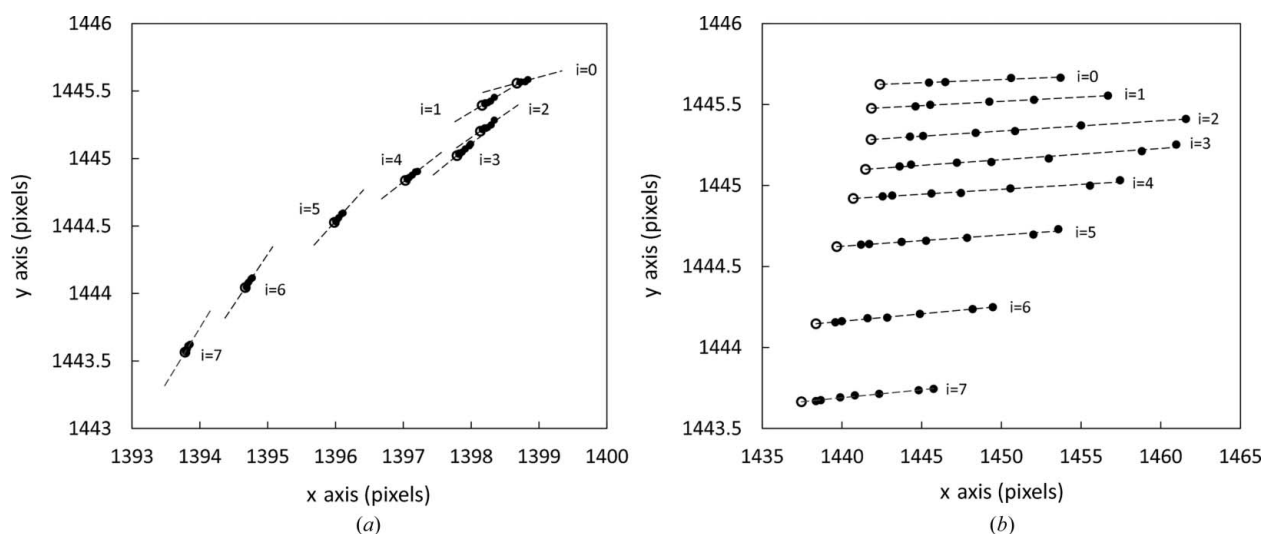 1446
1445.5
1445
1444.5
1444
1443.5
1443
y axis (pixels)
i=0
i=1
i=2
i=3
i=4
i=5
i=6
i=7
1393 1394 1395 1396 1397 1398 1399 1400
x axis (pixels)
(a)
1446
1445.5
1445
1444.5
1444
1443.5
y axis (pixels)
i=0
i=1
i=2
i=3
i=4
i=5
i=6
i=7
1435 1440 1445 1450 1455 1460 1465
x axis (pixels)
(b)